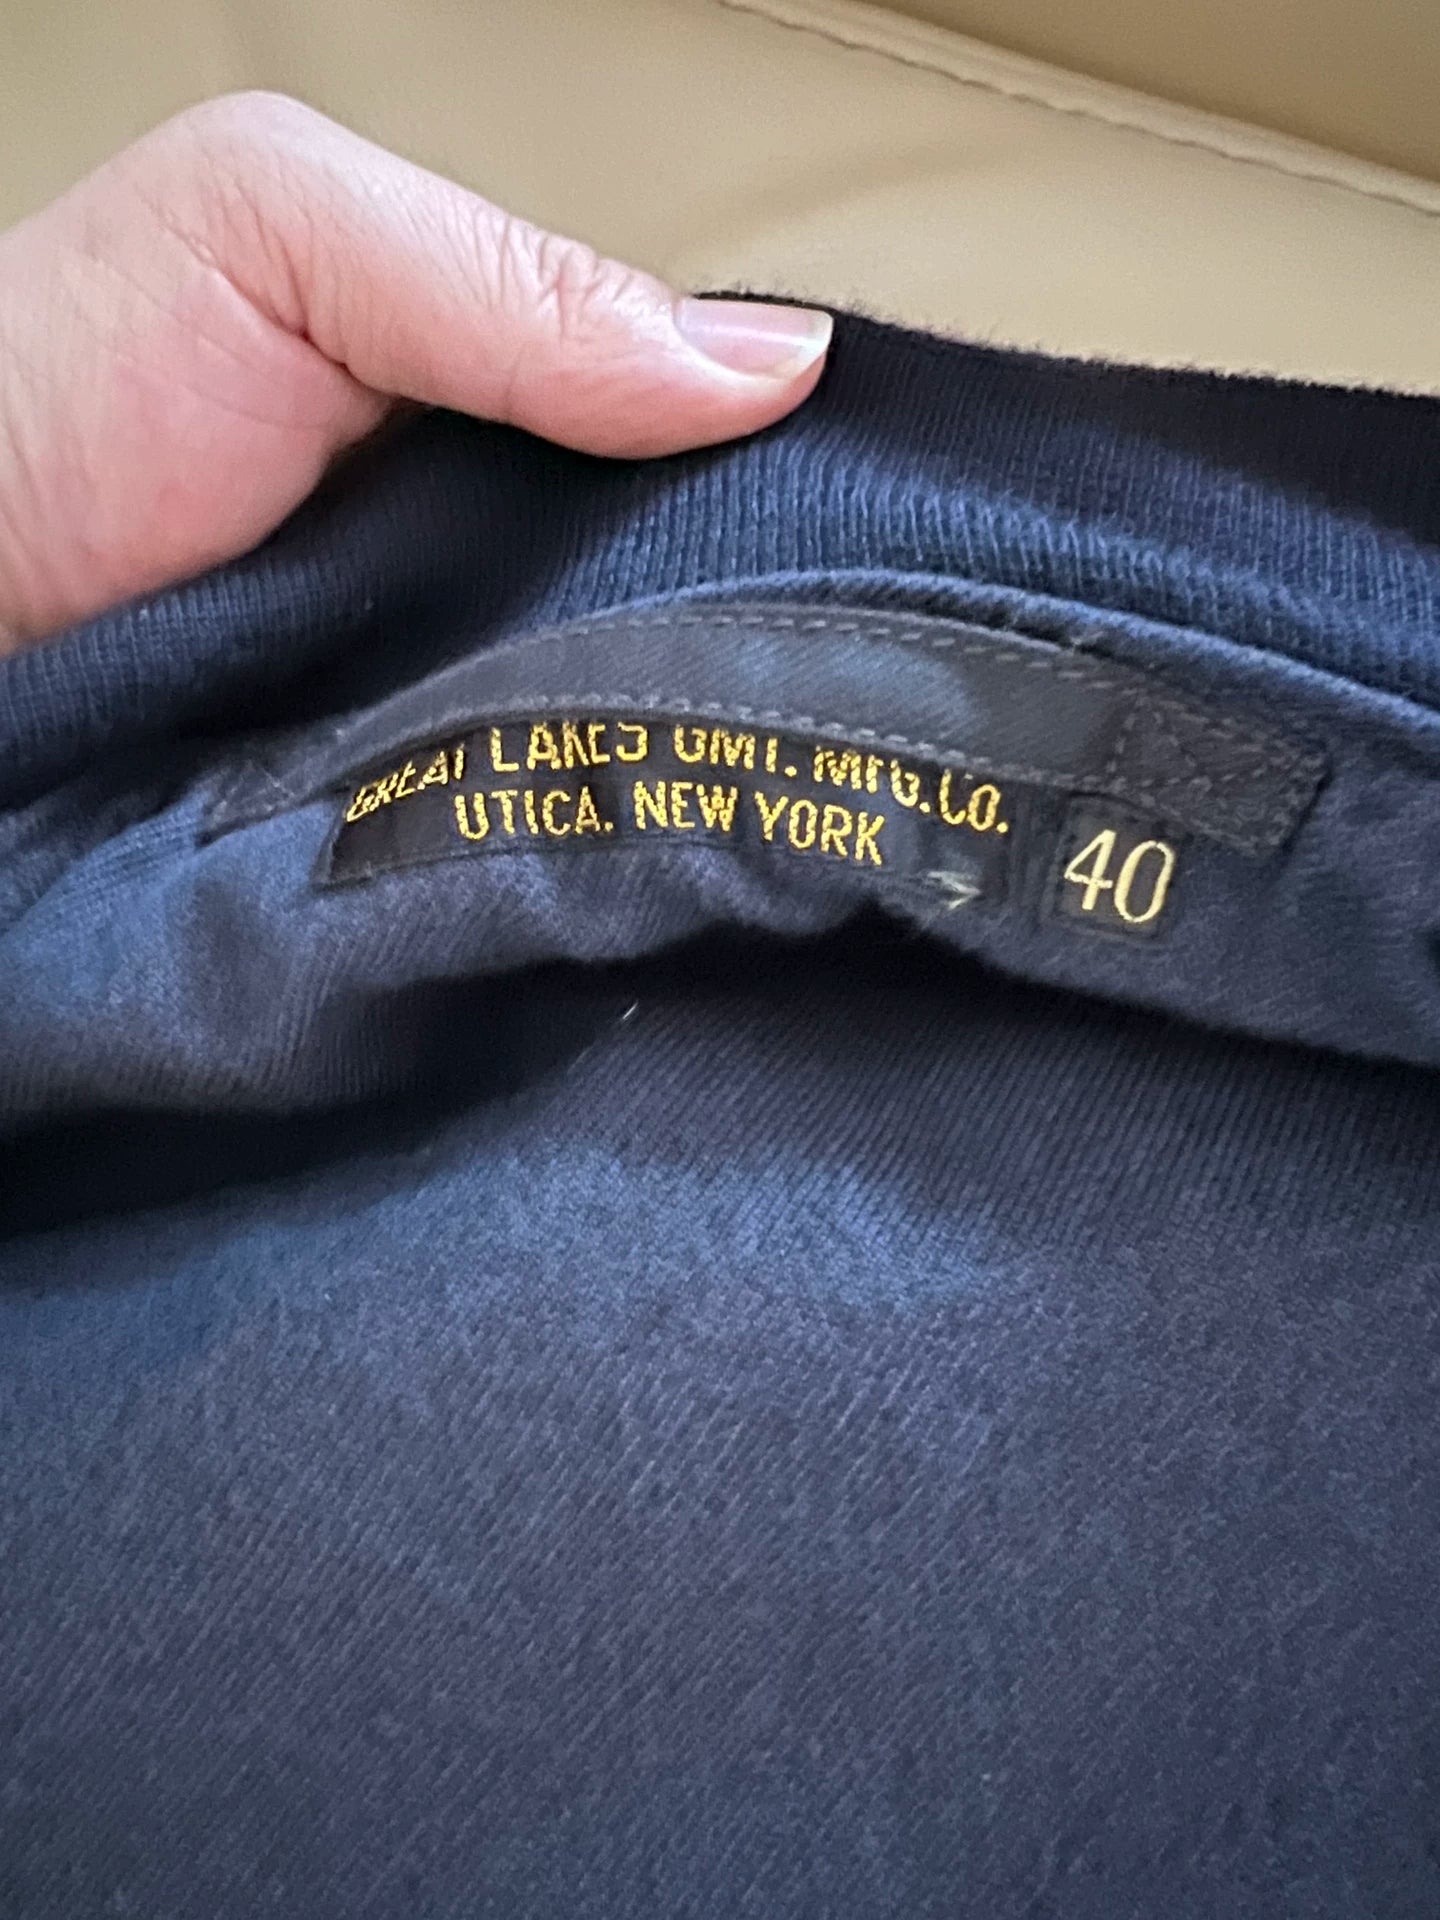 GREAT LAKES GMT. MFG.CO.
UTICA. NEW YORK
40